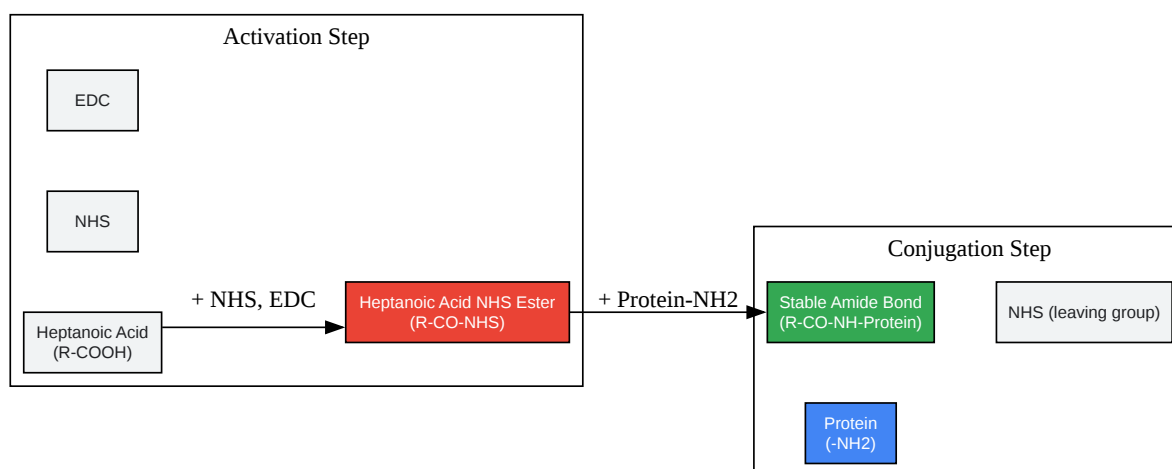 Activation Step
EDC
NHS
Heptanoic Acid
(R-COOH)
+ NHS, EDC
Heptanoic Acid NHS Ester
(R-CO-NHS)
+ Protein-NH2
Conjugation Step
Stable Amide Bond
(R-CO-NH-Protein)
NHS (leaving group)
Protein
(-NH2)